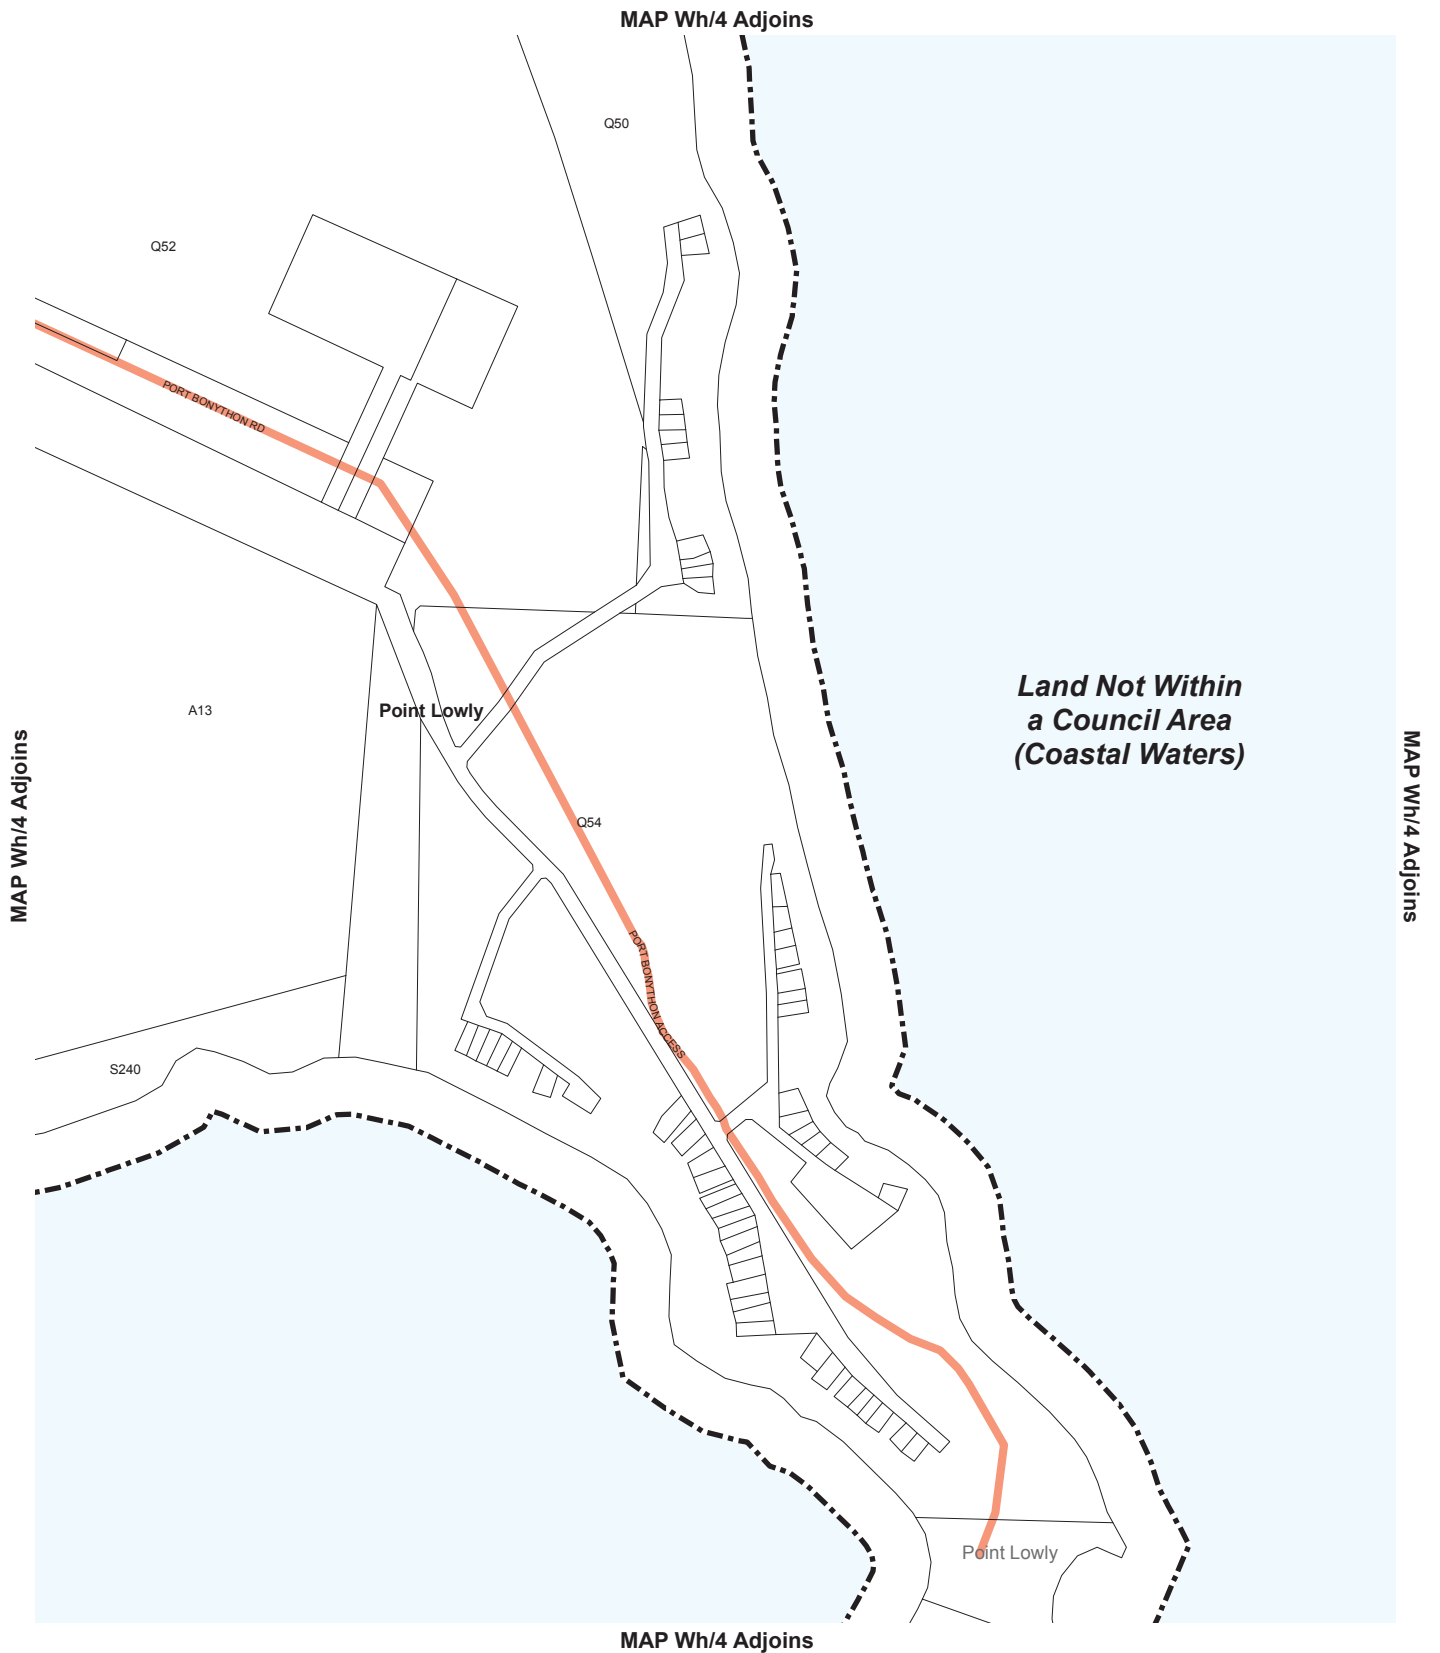 MAP Wh/4 Adjoins
Q50
Q52
PORT BONYTHON RD
Land Not Within
a Council Area
(Coastal Waters)
A13
Point Lowly
MAP Wh/4 Adjoins
MAP Wh/4 Adjoins
Q54
PORT BONYTHON ACCESS
S240
Point Lowly
MAP Wh/4 Adjoins